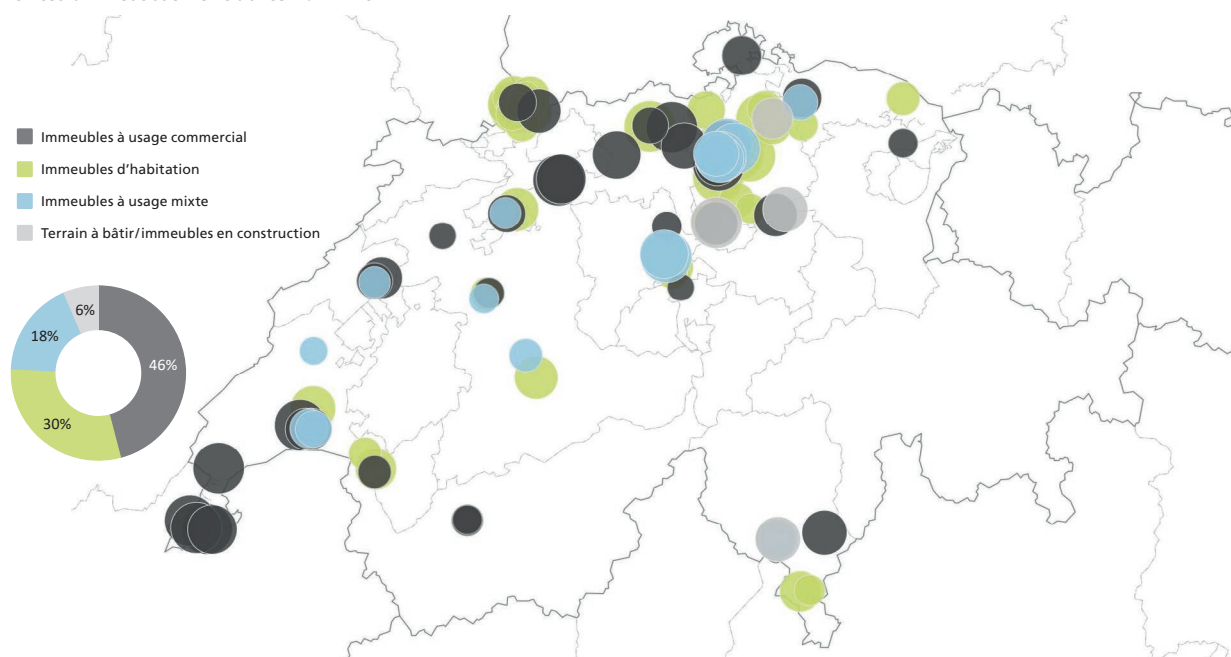 Immeubles à usage commercial
Immeubles d'habitation
Immeubles à usage mixte
Terrain à bâtir/immeubles en construction
6%
18%
46%
30%